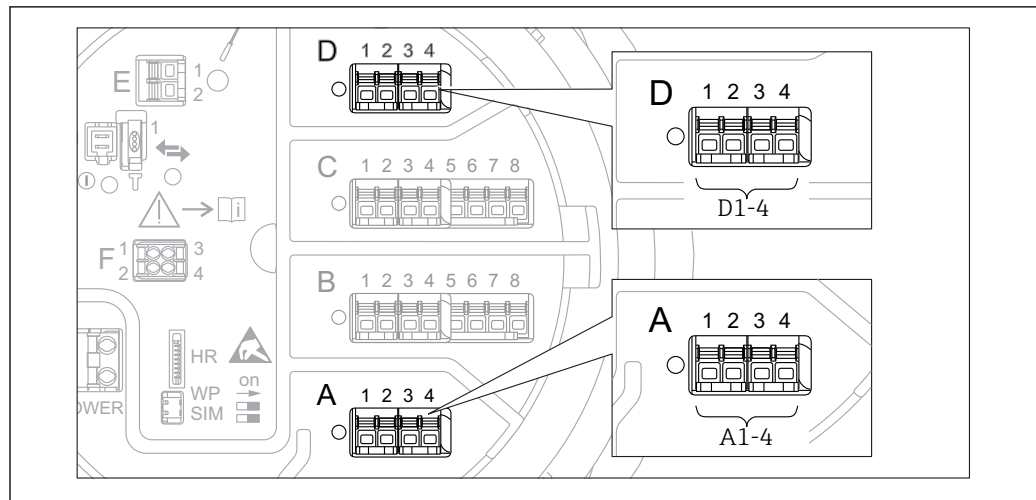 D 1 2 3 4
E 1
2
1
D 1 2 3 4
D1-4
C 1 2 3 4 5 6 7 8
i
F 1 3
2 4
B 1 2 3 4 5 6 7 8
A 1 2 3 4
A1-4
HR
on
WP
SIM
OWER
A 1 2 3 4